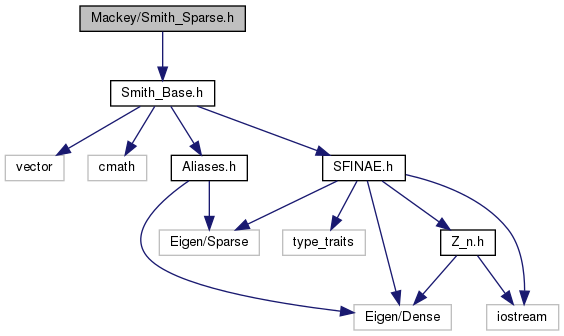 Mackey/Smith_Sparse.h
Smith_Base.h
vector
cmath
Aliases.h
SFINAE.h
Eigen/Sparse
type_traits
Z_n.h
Eigen/Dense
iostream